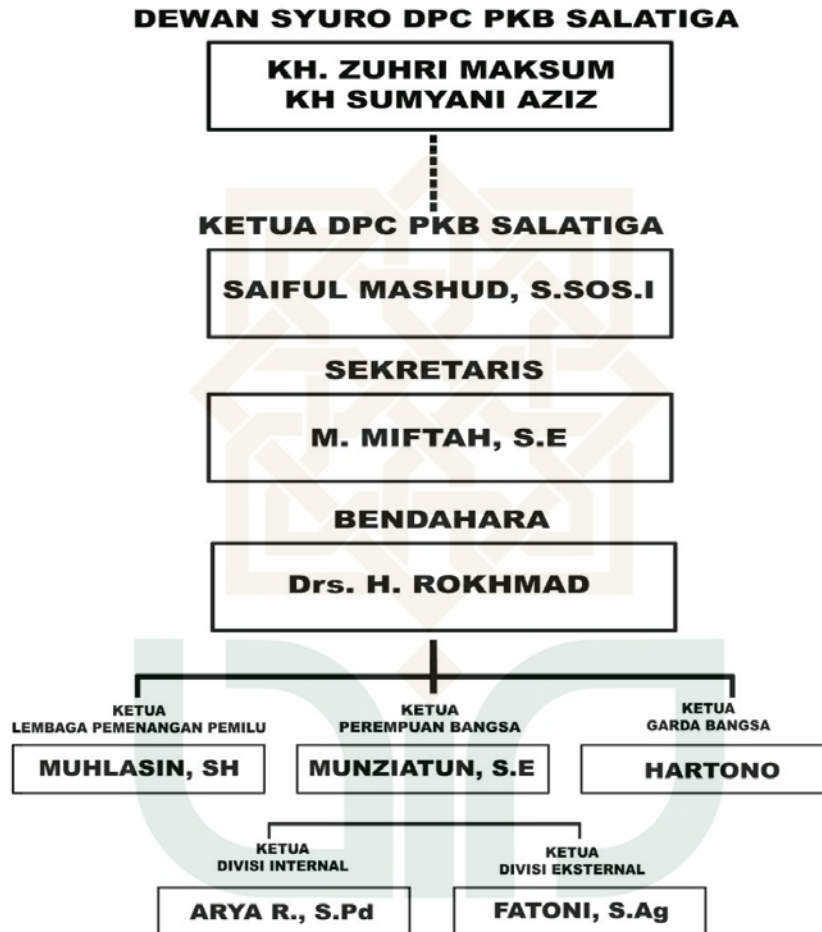 DEWAN SYURO DPC PKB SALATIGA
KH. ZUHRI MAKSUM
KH SUMYANI AZIZ
KETUA DPC PKB SALATIGA
SAIFUL MASHUD, S.SOS.I
SEKRETARIS
M. MIFTAH, S.E
BENDAHARA
Drs. H. ROKHMAD
KETUA
LEMBAGA PEMENANGAN PEMILU
MUHLASIN, SH
KETUA
PEREMPUAN BANGSA
MUNZIATUN, S.E
KETUA
GARDA BANGSA
HARTONO
KETUA
DIVISI INTERNAL
ARYA R., S.Pd
KETUA
DIVISI EKSTERNAL
FATONI, S.Ag